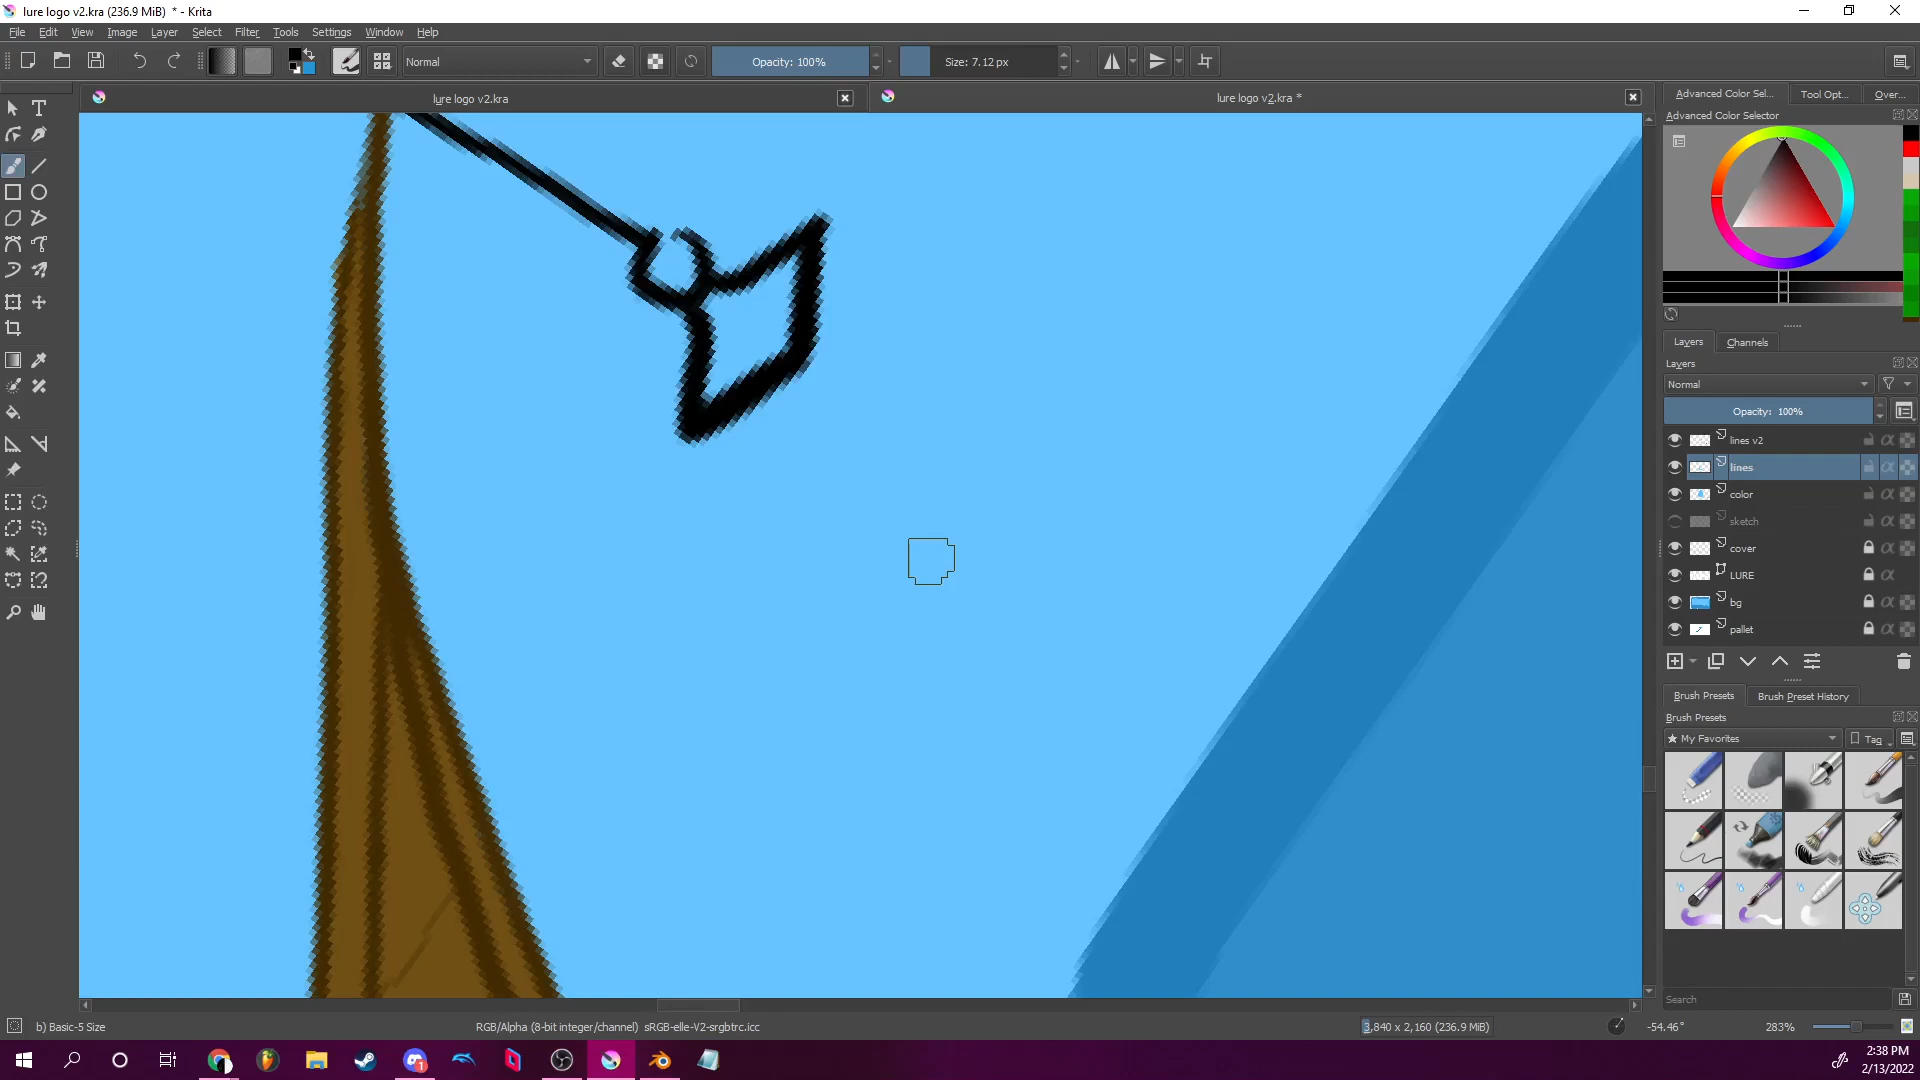 lure logo v2.kra (236.9 MiB)  * - Krita
File Edit View Image Layer Select Filter Tools Settings Window Help
Normal
Opacity: 100%
Size: 7.12 px
lure logo v2.kra
lure logo v2.kra *
Advanced Color Sel...
Tool Opt...
Over...
Advanced Color Selector
Layers
Channels
Layers
Normal
Opacity: 100%
lines v2
lines
color
sketch
cover
LURE
bg
pallet
Brush Presets
Brush Preset History
Brush Presets
My Favorites
Tag
Search
b) Basic-5 Size
RGB/Alpha (8-bit integer/channel)  sRGB-elle-V2-srgbtrc.icc
3,840 x 2,160 (236.9 MiB)
-54.46°
283%
1
2:38 PM
2/13/2022